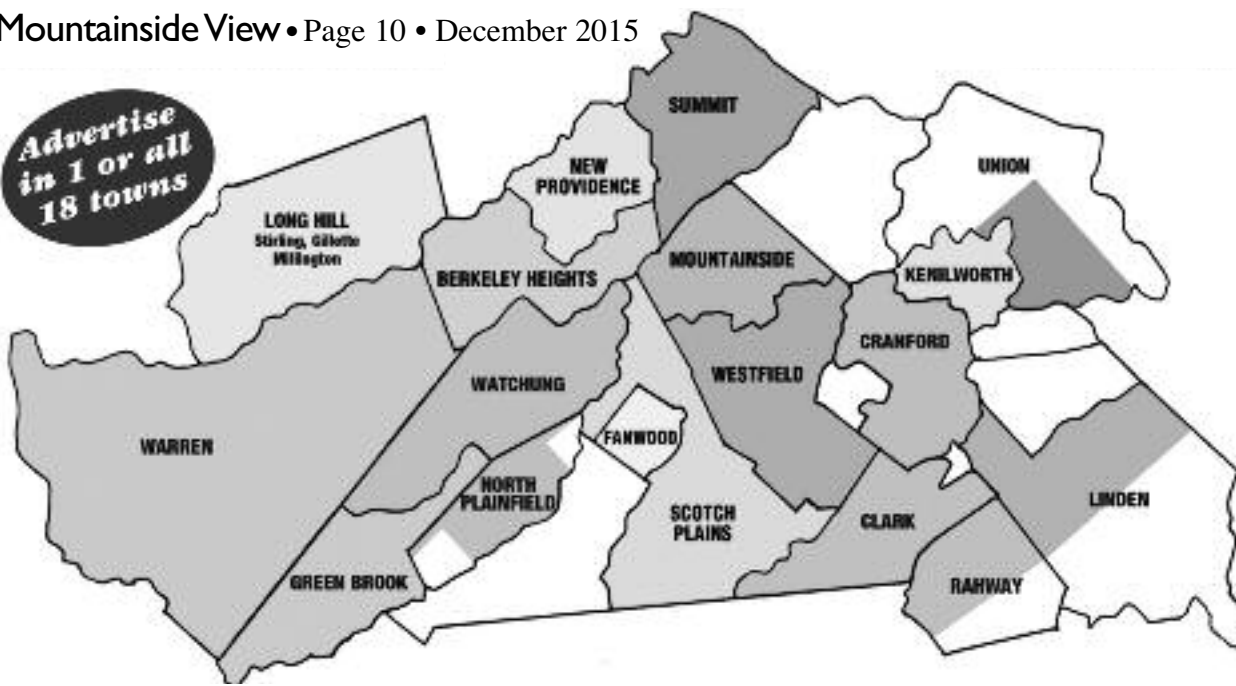 Mountainside View • Page 10 • December 2015
Advertise
in 1 or all
18 towns
SUMMIT
NEW
PROVIDENCE
UNION
LONG HILL
Stirling, Gillette
Millington
BERKELEY HEIGHTS
MOUNTAINSIDE
KENILWORTH
CRANFORD
WATCHUNG
WESTFIELD
WARREN
FANWOOD
NORTH
PLAINFIELD
SCOTCH
PLAINS
CLARK
LINDEN
GREEN BROOK
RAHWAY